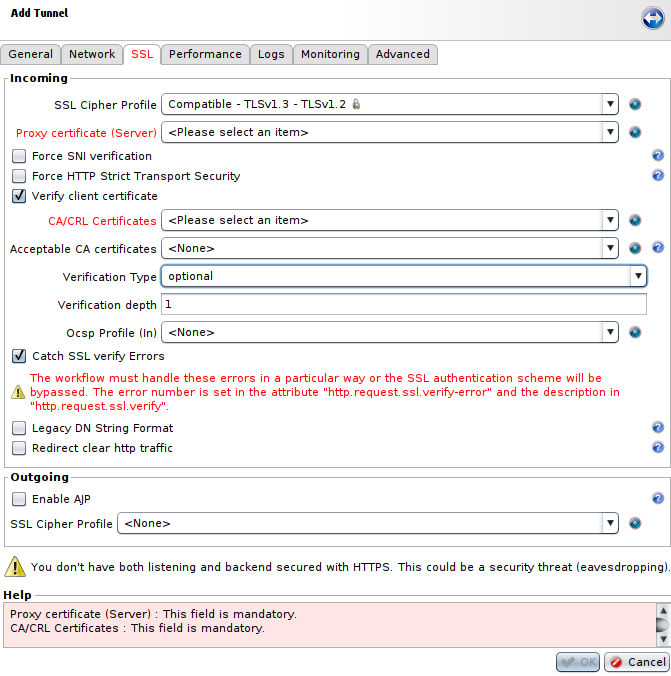 Add Tunnel
General Network SSL Performance Logs Monitoring Advanced
Incoming
SSL Cipher Profile Compatible - TLSv1.3 - TLSv1.2
Proxy certificate (Server) <Please select an item>
Force SNI verification
Force HTTP Strict Transport Security
Verify client certificate
CA/CRL Certificates <Please select an item>
Acceptable CA certificates <None>
Verification Type optional
Verification depth 1
Ocsp Profile (In) <None>
Catch SSL verify Errors
The workflow must handle these errors in a particular way or the SSL authentication scheme will be
bypassed. The error number is set in the attribute "http.request.ssl.verify-error" and the description in
"http.request.ssl.verify".
Legacy DN String Format
Redirect clear http traffic
Outgoing
Enable AJP
SSL Cipher Profile <None>
You don't have both listening and backend secured with HTTPS. This could be a security threat (eavesdropping).
Help
Proxy certificate (Server) : This field is mandatory.
CA/CRL Certificates : This field is mandatory.
OK Cancel